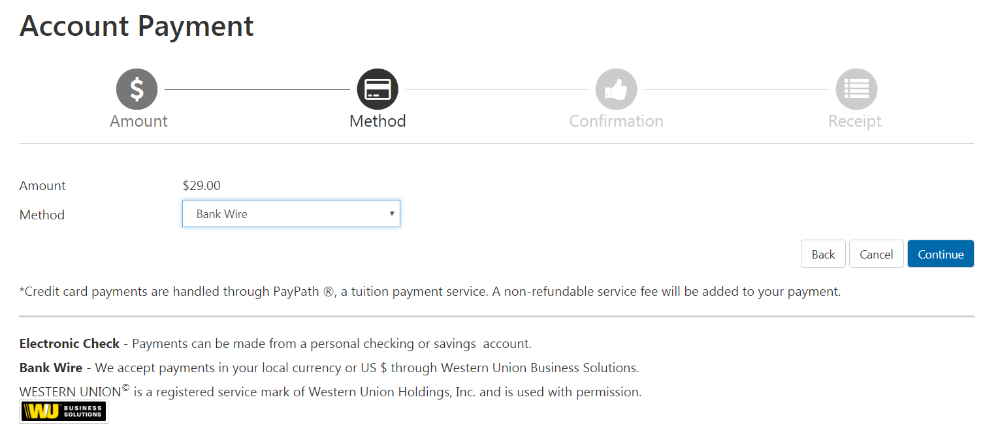 Account Payment
$
Amount
Method
Confirmation
Receipt
Amount $29.00
Method Bank Wire
Back Cancel Continue
*Credit card payments are handled through PayPath ®, a tuition payment service. A non-refundable service fee will be added to your payment.
Electronic Check - Payments can be made from a personal checking or savings account.
Bank Wire - We accept payments in your local currency or US $ through Western Union Business Solutions.
WESTERN UNION© is a registered service mark of Western Union Holdings, Inc. and is used with permission.
WU BUSINESS
SOLUTIONS